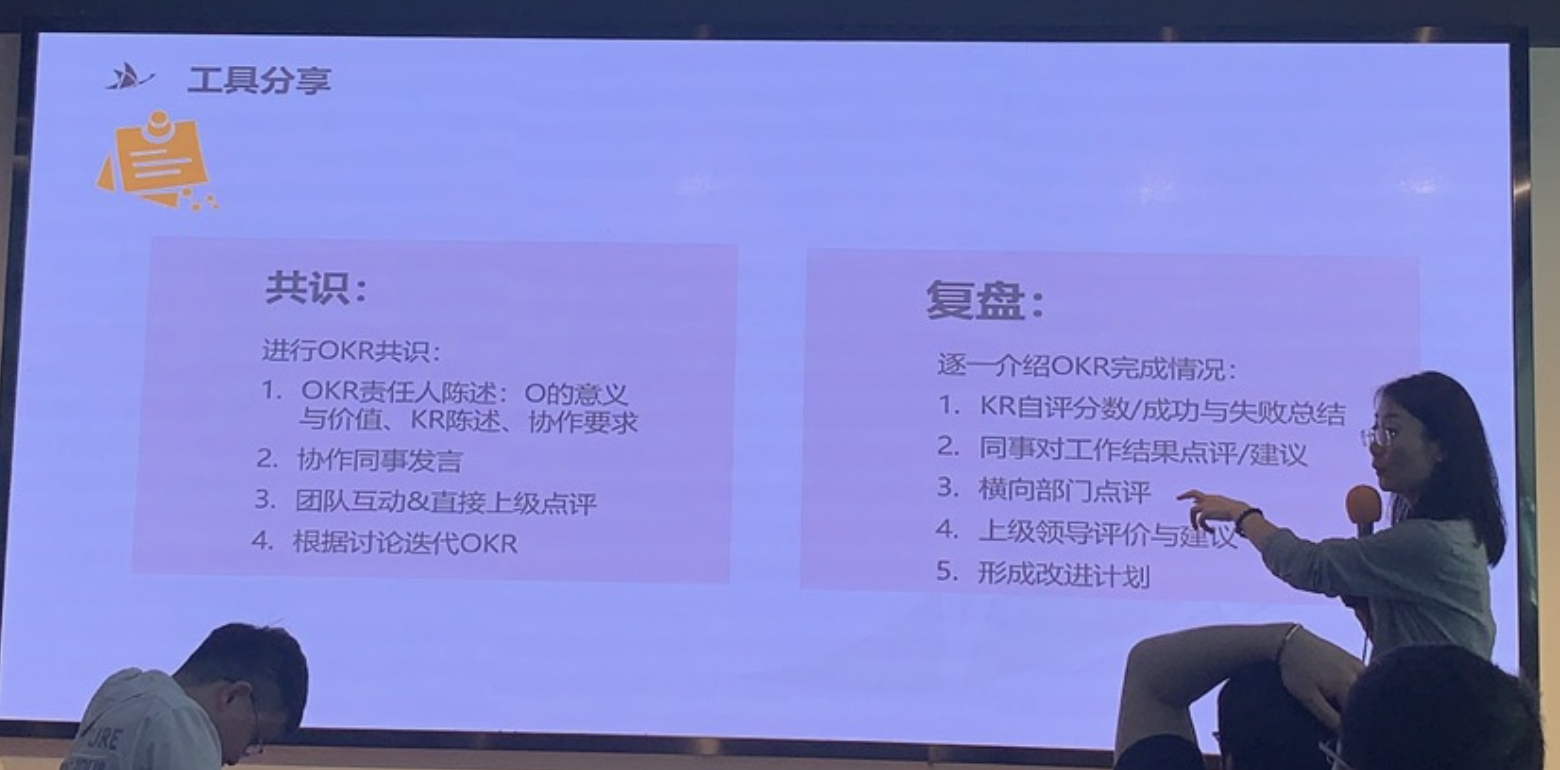 工具分享
共识：
进行OKR共识：
1. OKR责任人陈述：O的意义
与价值、KR陈述、协作要求
2. 协作同事发言
3. 团队互动&直接上级点评
4. 根据讨论迭代OKR
复盘：
逐一介绍OKR完成情况：
1. KR自评分数/成功与失败总结
2. 同事对工作结果点评/建议
3. 横向部门点评
4. 上级领导评价与建议
5. 形成改进计划